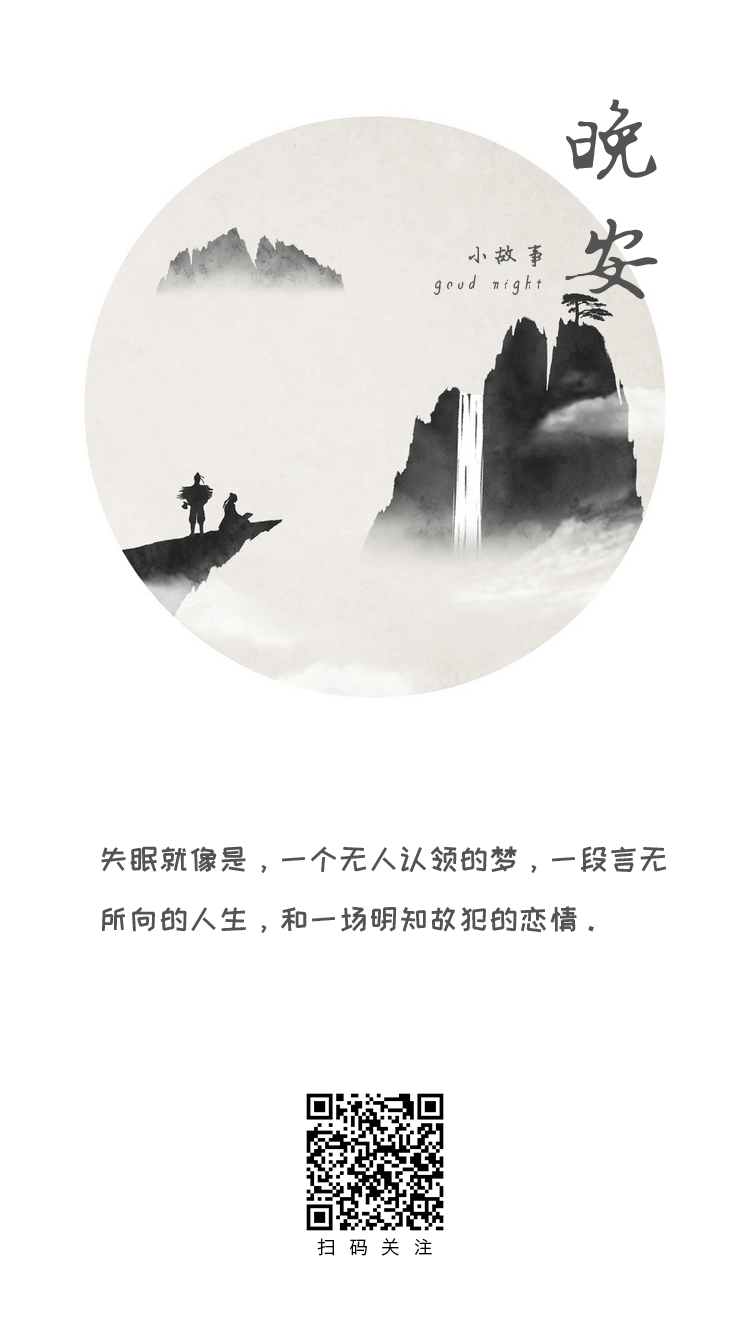 晚安
小故事
good night
失眠就像是，一个无人认领的梦，一段言无
所向的人生，和一场明知故犯的恋情．
扫码关注